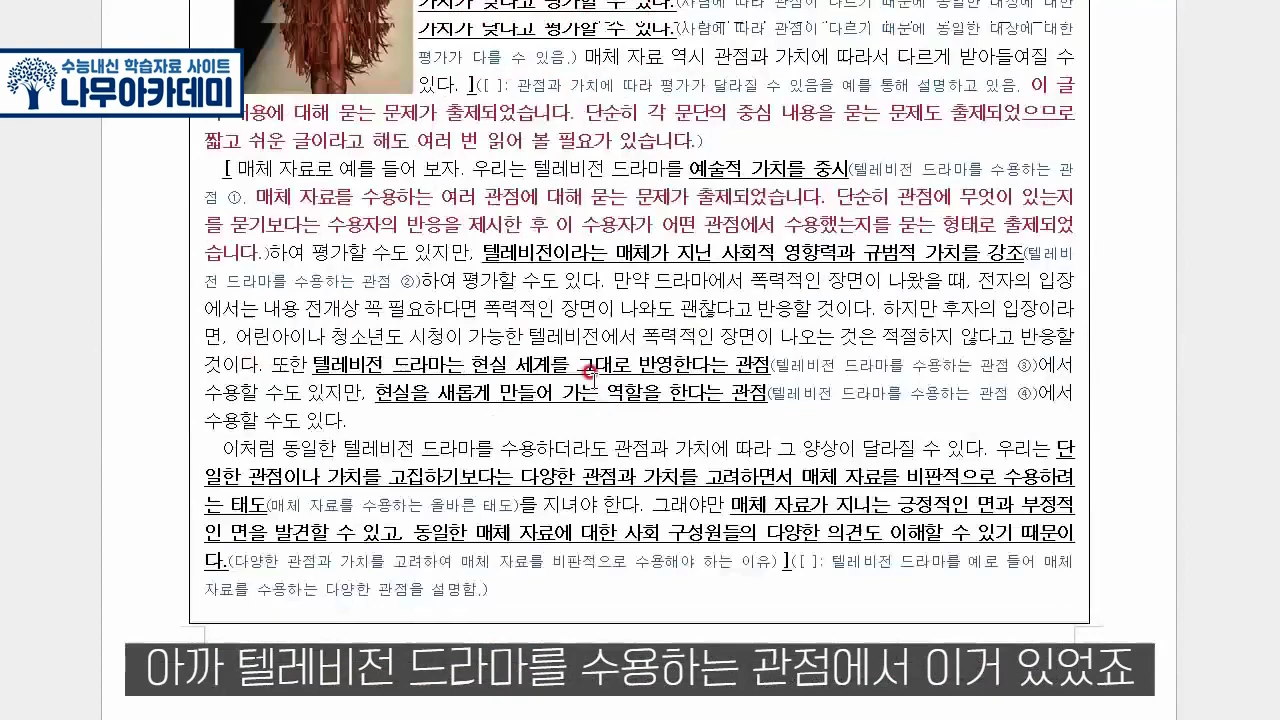 가치가 낮다고 평가할 수 있다.(사람에 따라 관점이 다르기 때문에 동일한 대상에 대한
가치가 낮다고 평가할 수 있다.(사람에 따라 관점이 다르기 때문에 동일한 대상에 대한
평가가 다를 수 있음.) 매체 자료 역시 관점과 가치에 따라서 다르게 받아들여질 수
수능내신 학습자료 사이트
나무아카데미
있다. ]([ ]: 관점과 가치에 따라 평가가 달라질 수 있음을 예를 통해 설명하고 있음. 이 글
내용에 대해 묻는 문제가 출제되었습니다. 단순히 각 문단의 중심 내용을 묻는 문제도 출제되었으므로
짧고 쉬운 글이라고 해도 여러 번 읽어 볼 필요가 있습니다.)
[ 매체 자료로 예를 들어 보자. 우리는 텔레비전 드라마를 예술적 가치를 중시(텔레비전 드라마를 수용하는 관
점 ①. 매체 자료를 수용하는 여러 관점에 대해 묻는 문제가 출제되었습니다. 단순히 관점에 무엇이 있는지
를 묻기보다는 수용자의 반응을 제시한 후 이 수용자가 어떤 관점에서 수용했는지를 묻는 형태로 출제되었
습니다.)하여 평가할 수도 있지만, 텔레비전이라는 매체가 지닌 사회적 영향력과 규범적 가치를 강조(텔레비
전 드라마를 수용하는 관점 ②)하여 평가할 수도 있다. 만약 드라마에서 폭력적인 장면이 나왔을 때, 전자의 입장
에서는 내용 전개상 꼭 필요하다면 폭력적인 장면이 나와도 괜찮다고 반응할 것이다. 하지만 후자의 입장이라
면, 어린아이나 청소년도 시청이 가능한 텔레비전에서 폭력적인 장면이 나오는 것은 적절하지 않다고 반응할
것이다. 또한 텔레비전 드라마는 현실 세계를 그대로 반영한다는 관점(텔레비전 드라마를 수용하는 관점 ③)에서
수용할 수도 있지만, 현실을 새롭게 만들어 가는 역할을 한다는 관점(텔레비전 드라마를 수용하는 관점 ④)에서
수용할 수도 있다.
이처럼 동일한 텔레비전 드라마를 수용하더라도 관점과 가치에 따라 그 양상이 달라질 수 있다. 우리는 단
일한 관점이나 가치를 고집하기보다는 다양한 관점과 가치를 고려하면서 매체 자료를 비판적으로 수용하려
는 태도(매체 자료를 수용하는 올바른 태도)를 지녀야 한다. 그래야만 매체 자료가 지니는 긍정적인 면과 부정적
인 면을 발견할 수 있고, 동일한 매체 자료에 대한 사회 구성원들의 다양한 의견도 이해할 수 있기 때문이
다.(다양한 관점과 가치를 고려하여 매체 자료를 비판적으로 수용해야 하는 이유) ]([ ]: 텔레비전 드라마를 예로 들어 매체
자료를 수용하는 다양한 관점을 설명함.)
아까 텔레비전 드라마를 수용하는 관점에서 이거 있었죠